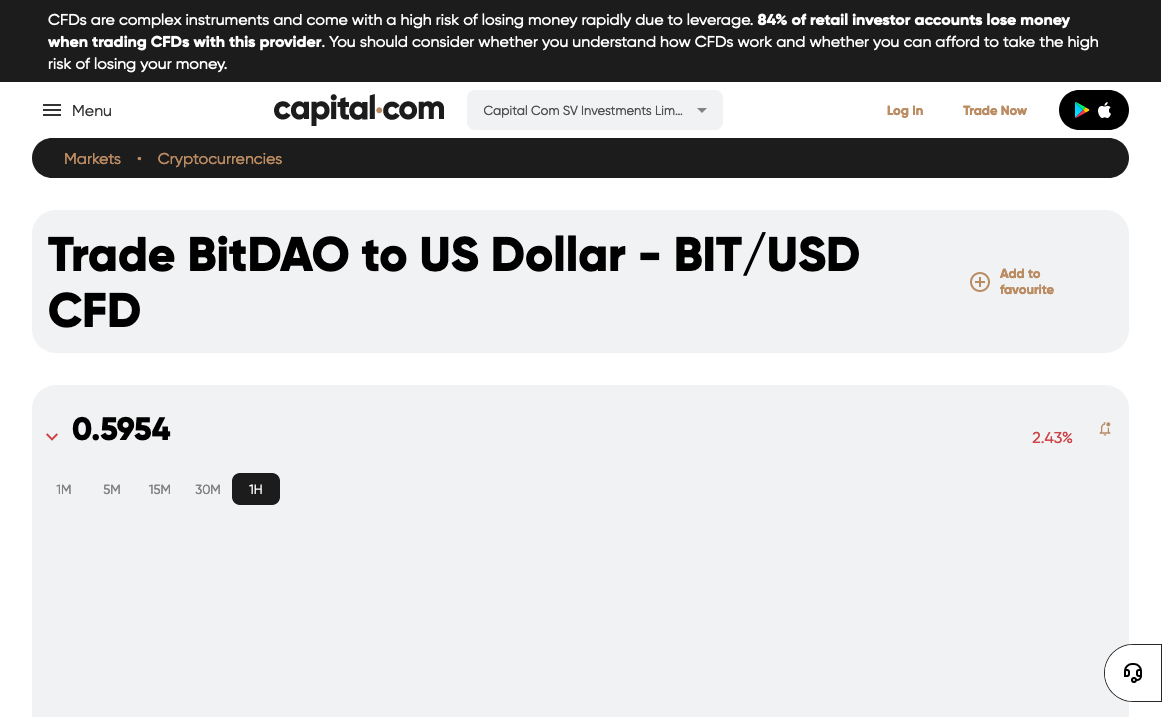 CFDs are complex instruments and come with a high risk of losing money rapidly due to leverage. 84% of retail investor accounts lose money
when trading CFDs with this provider. You should consider whether you understand how CFDs work and whether you can afford to take the high
risk of losing your money.
Menu
capital.com
Capital Com SV Investments Lim...
Log In
Trade Now
Markets • Cryptocurrencies
Trade BitDAO to US Dollar - BIT/USD
CFD
Add to
favourite
0.5954
2.43%
1M 5M 15M 30M 1H